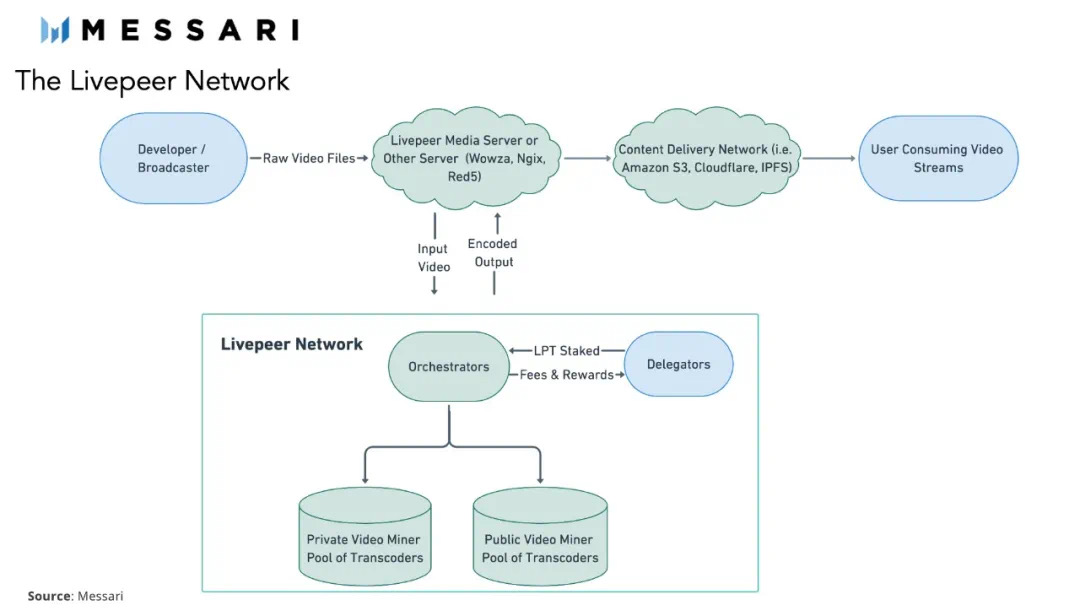 MESSARI
The Livepeer Network
Developer /
Broadcaster
Raw Video Files
Livepeer Media Server or
Other Server (Wowza, Ngix,
Red5)
Content Delivery Network (i.e.
Amazon S3, Cloudflare, IPFS)
User Consuming Video
Streams
Input
Video
Encoded
Output
Livepeer Network
Orchestrators
LPT Staked
Fees & Rewards
Delegators
Private Video Miner
Pool of Transcoders
Public Video Miner
Pool of Transcoders
Source: Messari